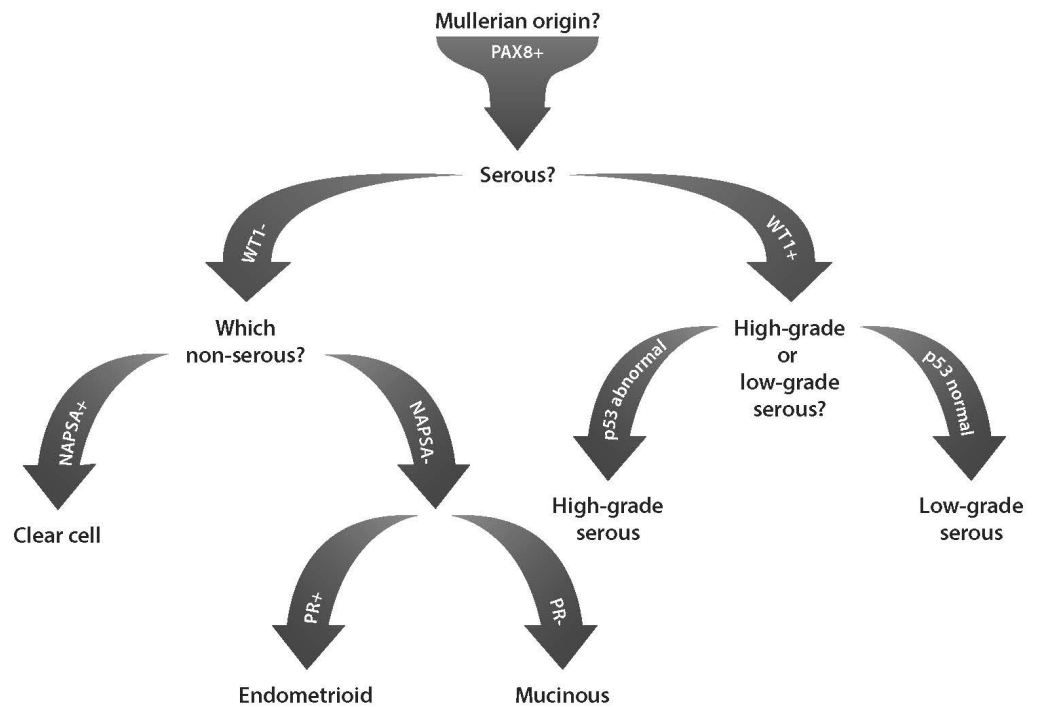 Mullerian origin?
PAX8+
Serous?
WT1-
WT1+
Which
non-serous?
High-grade
or
low-grade
serous?
NAPSA+
NAPSA-
p53 abnormal
p53 normal
Clear cell
High-grade
serous
Low-grade
serous
PR+
PR-
Endometrioid
Mucinous